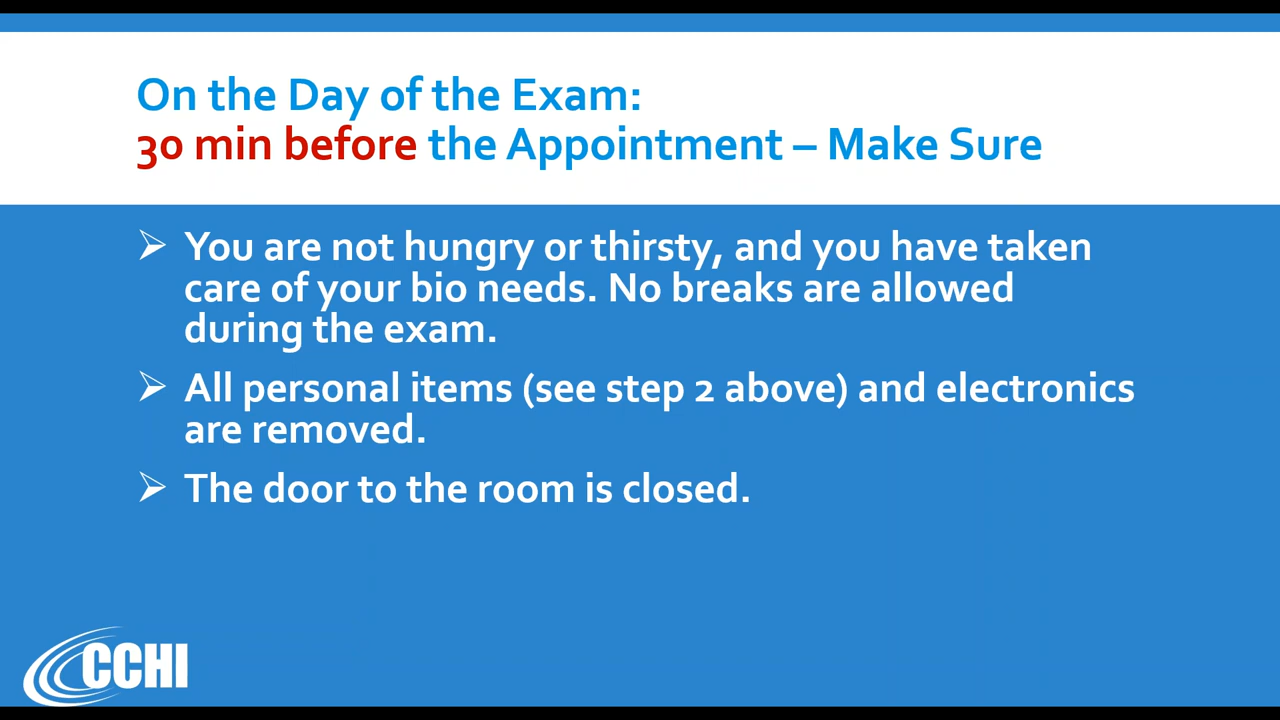 On the Day of the Exam:
30 min before the Appointment – Make Sure
➢ You are not hungry or thirsty, and you have taken
care of your bio needs. No breaks are allowed
during the exam.
➢ All personal items (see step 2 above) and electronics
are removed.
➢ The door to the room is closed.
CCHI